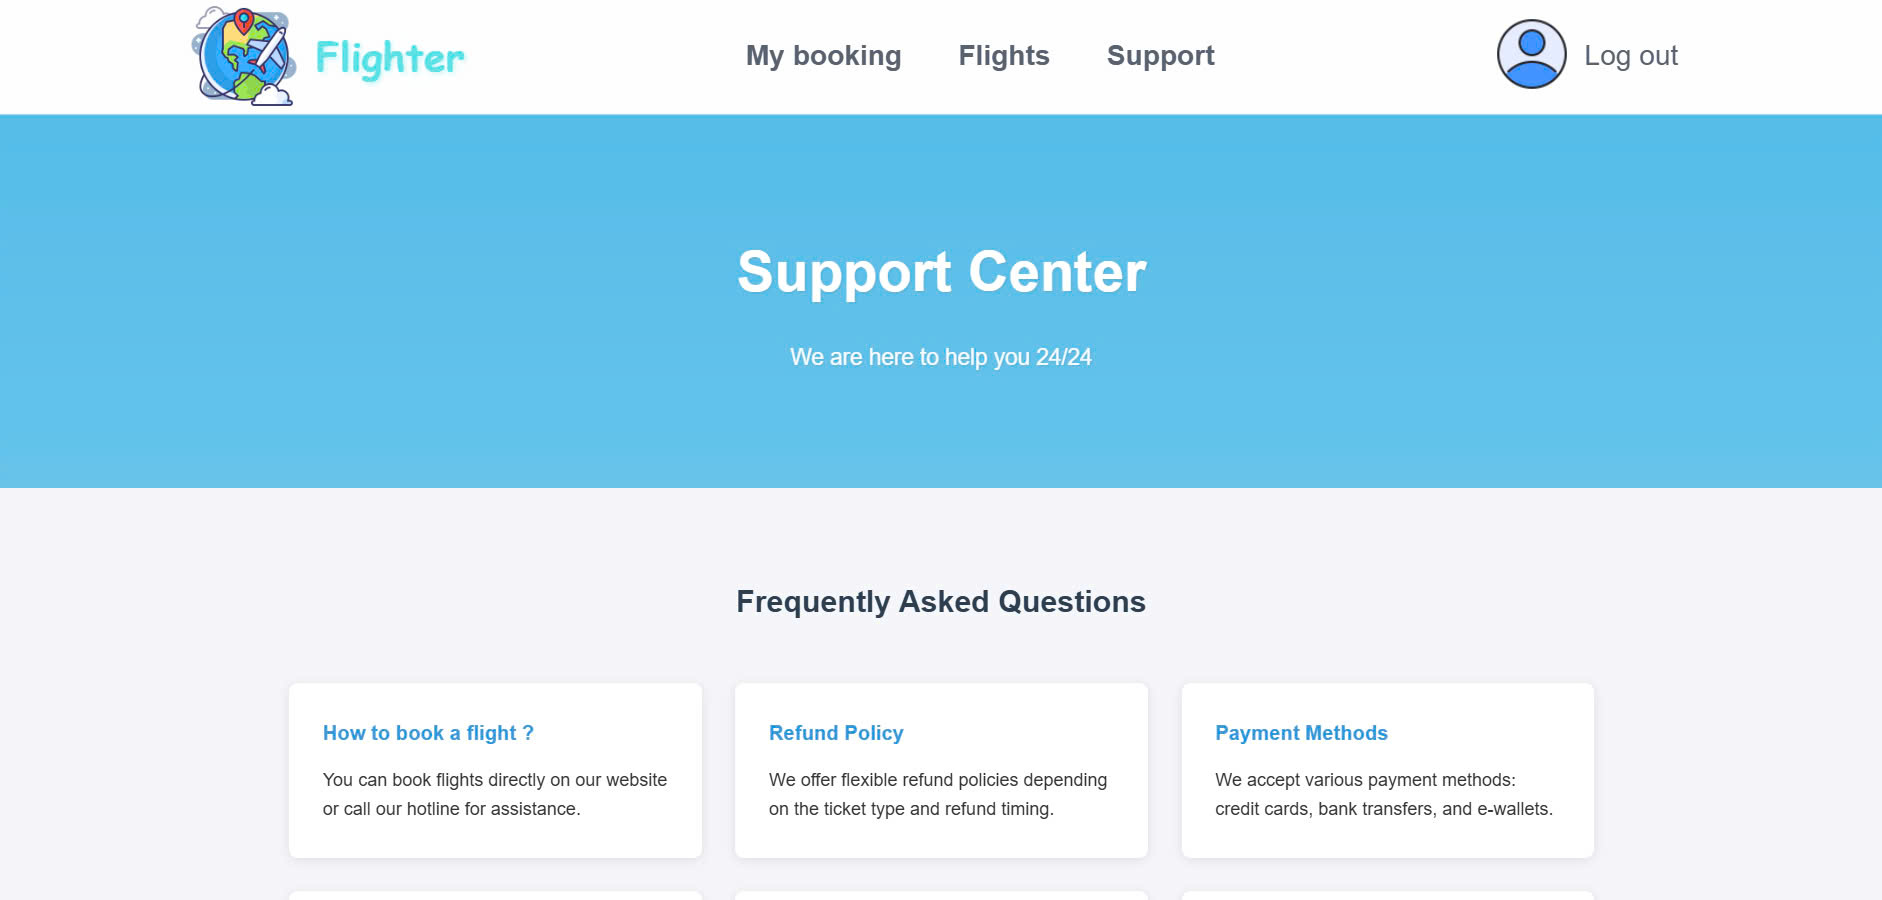 Flighter
My booking
Flights
Support
Log out
Support Center
We are here to help you 24/24
Frequently Asked Questions
How to book a flight ?
You can book flights directly on our website
or call our hotline for assistance.
Refund Policy
We offer flexible refund policies depending
on the ticket type and refund timing.
Payment Methods
We accept various payment methods:
credit cards, bank transfers, and e-wallets.